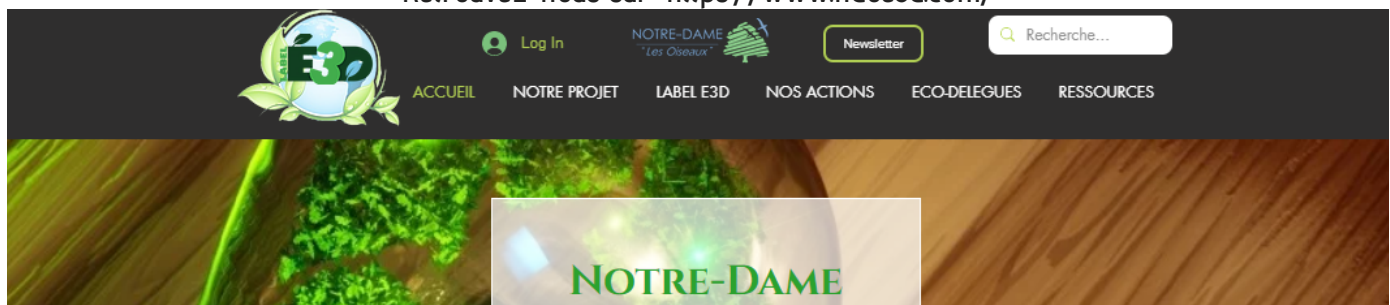 LABEL
É3D
Log In
NOTRE-DAME
"Les Oiseaux"
Newsletter
Recherche...
ACCUEIL NOTRE PROJET LABEL E3D NOS ACTIONS ECO-DELEGUES RESSOURCES
NOTRE-DAME